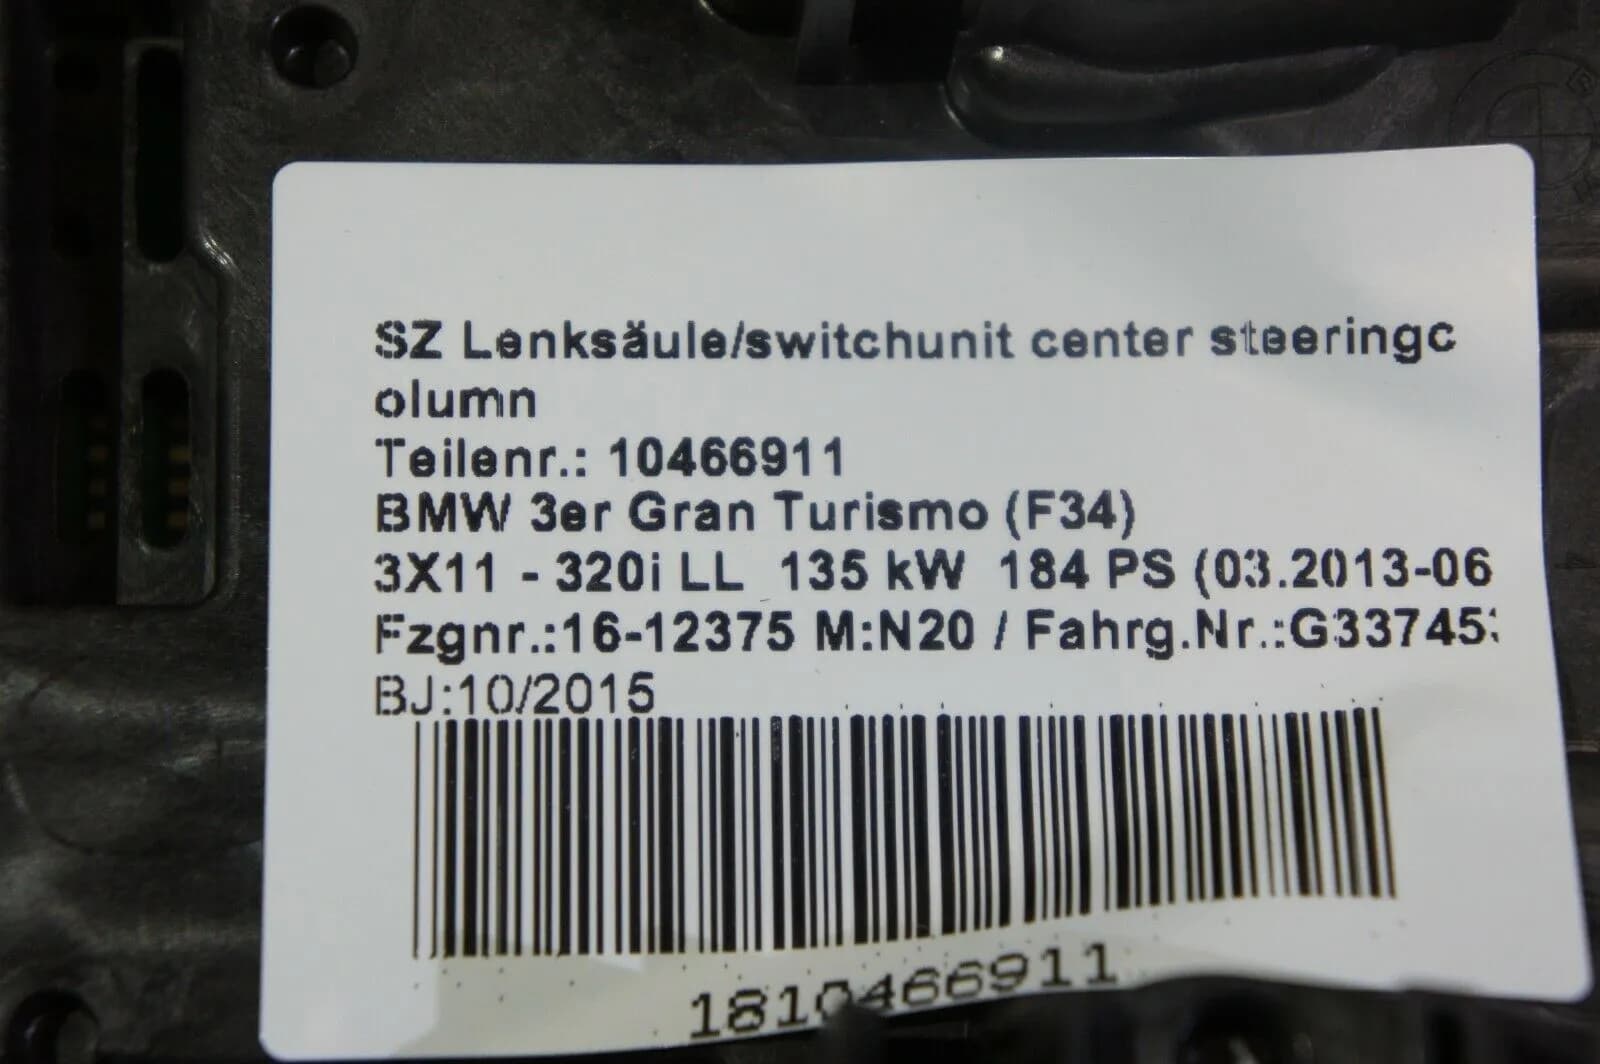 SZ Lenksäule/switchunit center steeringc
olumn
Teilenr.: 10466911
BMW 3er Gran Turismo (F34)
3X11 - 320i LL 135 kW 184 PS (03.2013-06
Fzgnr.:16-12375 M:N20 / Fahrg.Nr.:G337453
BJ:10/2015
1810466911